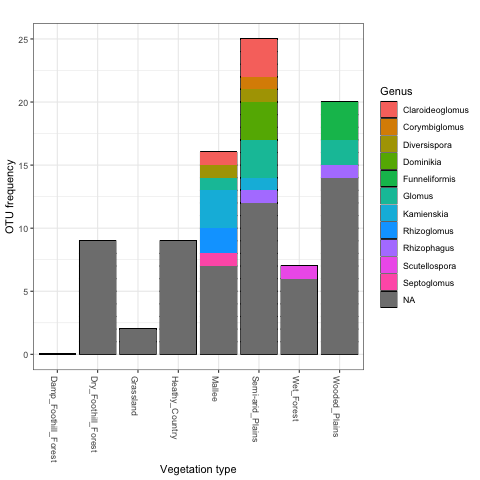 OTU frequency
25
20
15
10
5
0
Damp_Foothill_Forest
Dry_Foothill_Forest
Grassland
Heathy_Country
Mallee
Semi-arid_Plains
Wet_Forest
Wooded_Plains
Vegetation type
Genus
Claroideoglomus
Corymbiglomus
Diversispora
Dominikia
Funneliformis
Glomus
Kamienskia
Rhizoglomus
Rhizophagus
Scutellospora
Septoglomus
NA